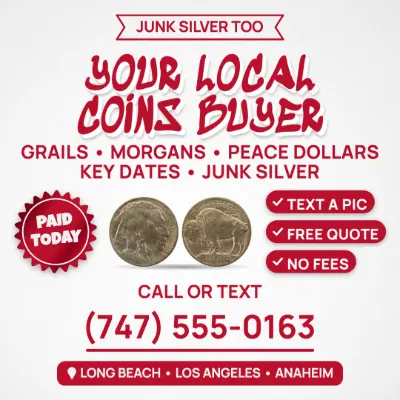 JUNK SILVER TOO
YOUR LOCAL
COINS BUYER
GRAILS • MORGANS • PEACE DOLLARS
KEY DATES • JUNK SILVER
PAID
TODAY
✓ TEXT A PIC
✓ FREE QUOTE
✓ NO FEES
CALL OR TEXT
(747) 555-0163
LONG BEACH • LOS ANGELES • ANAHEIM